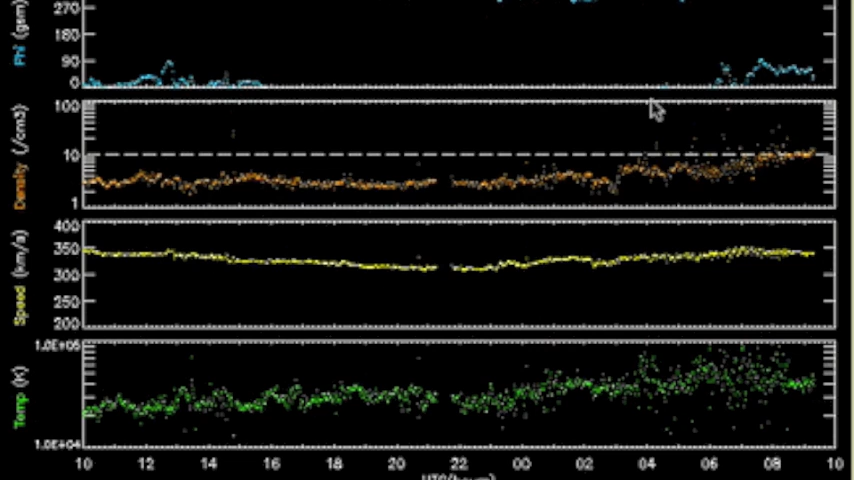 270
180
90
0
Phi (gsm)
100
10
1
Density (/cm3)
400
350
300
250
200
Speed (km/s)
1.0E+05
1.0E+04
Temp (K)
10 12 14 16 18 20 22 00 02 04 06 08 10